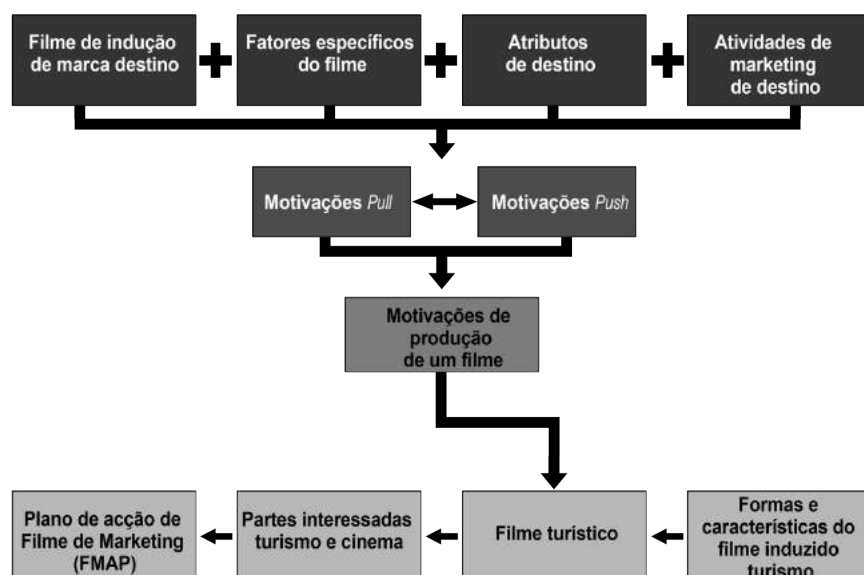 Filme de indução
de marca destino
Fatores específicos
do filme
Atributos
de destino
Atividades de
marketing
de destino
Motivações Pull
Motivações Push
Motivações de
produção
de um filme
Plano de acção de
Filme de Marketing
(FMAP)
Partes interessadas
turismo e cinema
Filme turístico
Formas e
características do
filme induzido
turismo